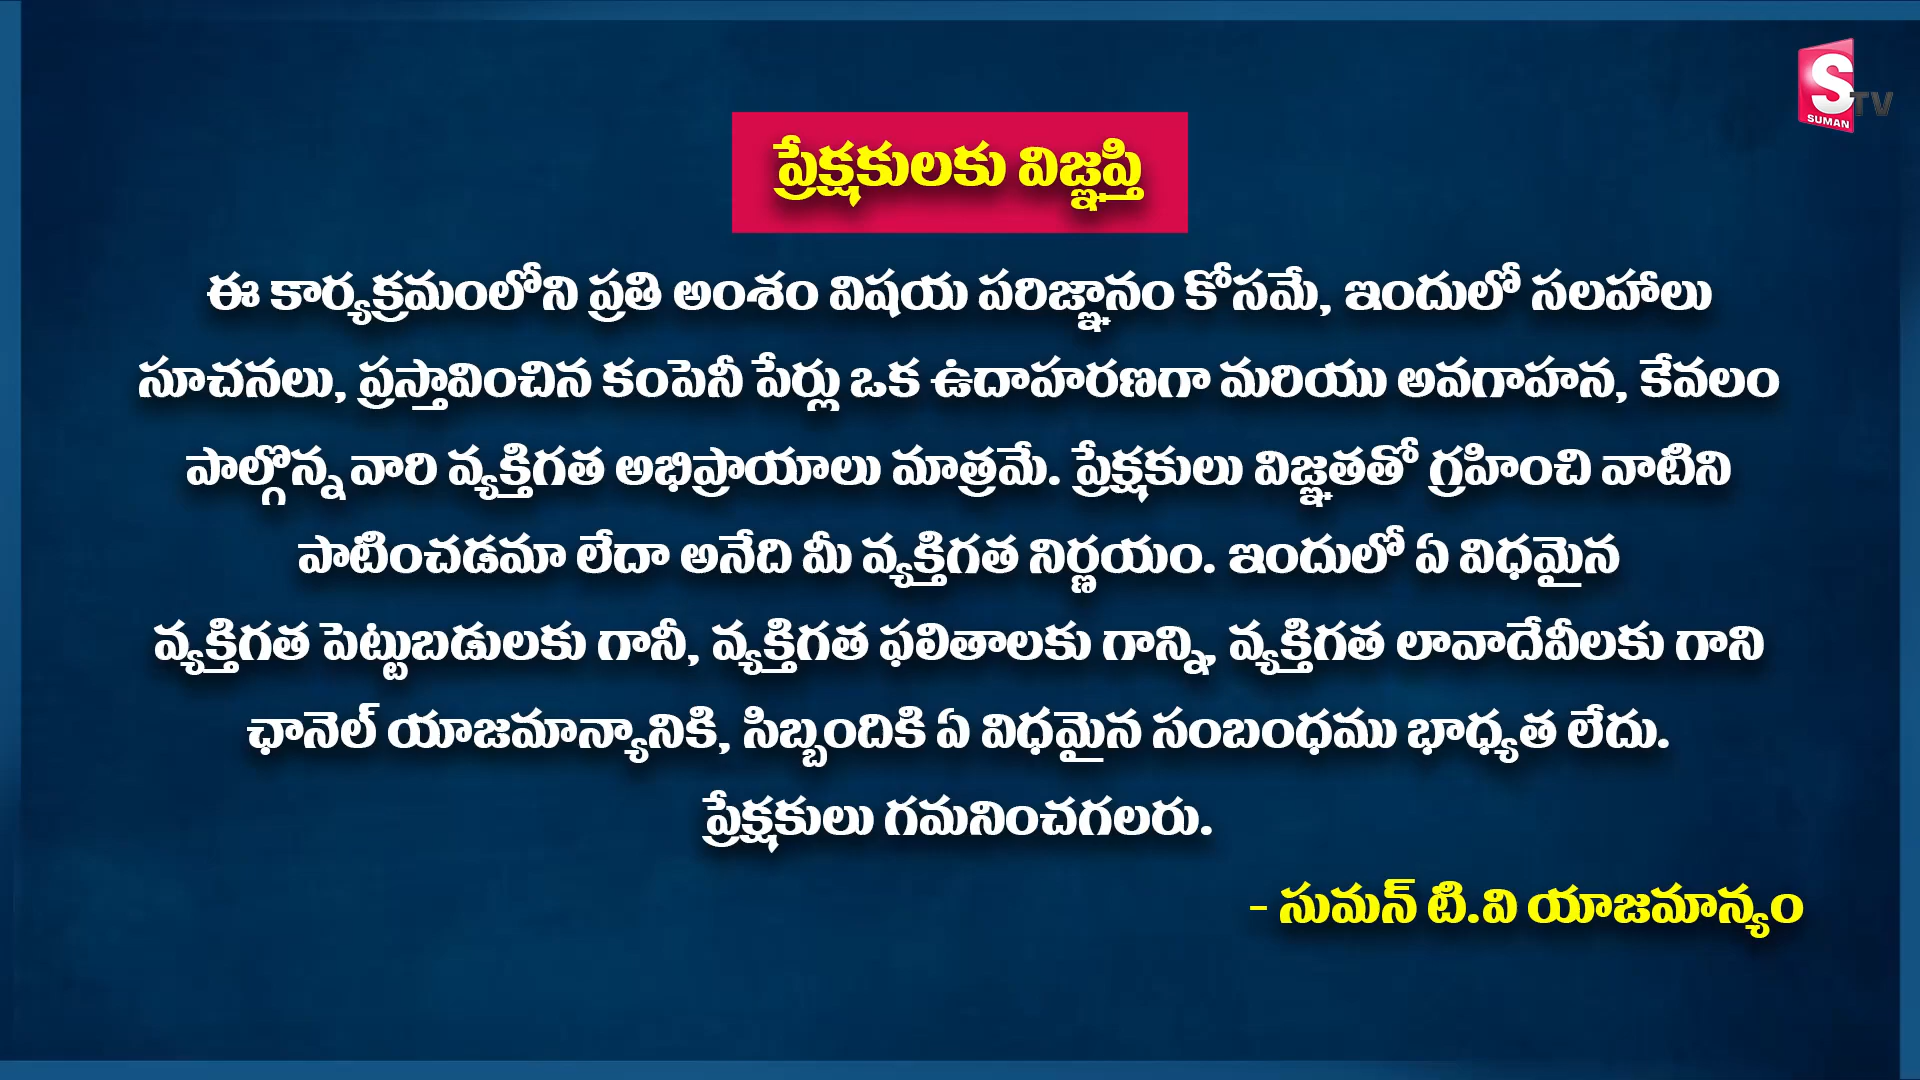 SUMAN TV
ప్రేక్షకులకు విజ్ఞప్తి
ఈ కార్యక్రమంలోని ప్రతి అంశం విషయ పరిజ్ఞానం కోసమే, ఇందులో సలహాలు
సూచనలు, ప్రస్తావించిన కంపెనీ పేర్లు ఒక ఉదాహరణగా మరియు అవగాహన, కేవలం
పాల్గొన్న వారి వ్యక్తిగత అభిప్రాయాలు మాత్రమే. ప్రేక్షకులు విజ్ఞతతో గ్రహించి వాటిని
పాటించడమా లేదా అనేది మీ వ్యక్తిగత నిర్ణయం. ఇందులో ఏ విధమైన
వ్యక్తిగత పెట్టుబడులకు గానీ, వ్యక్తిగత ఫలితాలకు గాన్ని, వ్యక్తిగత లావాదేవీలకు గాని
ఛానెల్ యాజమాన్యానికి, సిబ్బందికి ఏ విధమైన సంబంధము భాధ్యత లేదు.
ప్రేక్షకులు గమనించగలరు.
- సుమన్ టి.వి యాజమాన్యం